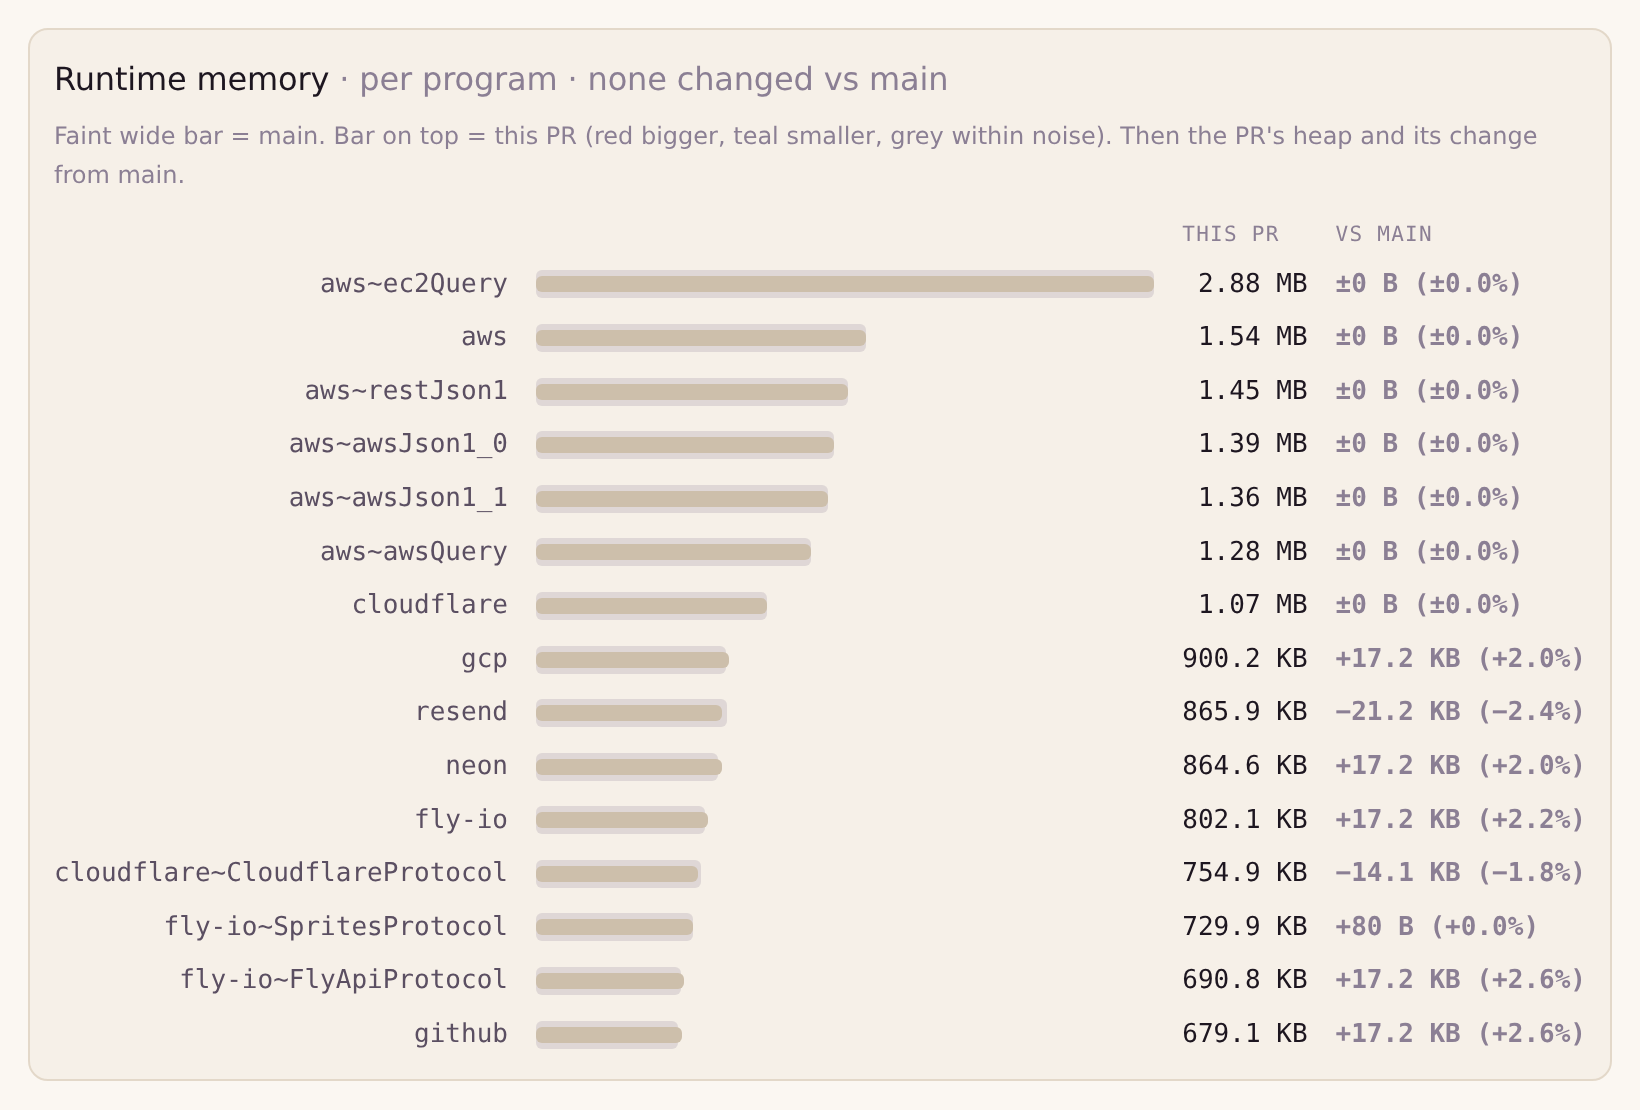 Runtime memory · per program · none changed vs main
Faint wide bar = main. Bar on top = this PR (red bigger, teal smaller, grey within noise). Then the PR's heap and its change
from main.
THIS PR VS MAIN
aws~ec2Query 2.88 MB ±0 B (±0.0%)
aws 1.54 MB ±0 B (±0.0%)
aws~restJson1 1.45 MB ±0 B (±0.0%)
aws~awsJson1_0 1.39 MB ±0 B (±0.0%)
aws~awsJson1_1 1.36 MB ±0 B (±0.0%)
aws~awsQuery 1.28 MB ±0 B (±0.0%)
cloudflare 1.07 MB ±0 B (±0.0%)
gcp 900.2 KB +17.2 KB (+2.0%)
resend 865.9 KB −21.2 KB (−2.4%)
neon 864.6 KB +17.2 KB (+2.0%)
fly-io 802.1 KB +17.2 KB (+2.2%)
cloudflare~CloudflareProtocol 754.9 KB −14.1 KB (−1.8%)
fly-io~SpritesProtocol 729.9 KB +80 B (+0.0%)
fly-io~FlyApiProtocol 690.8 KB +17.2 KB (+2.6%)
github 679.1 KB +17.2 KB (+2.6%)